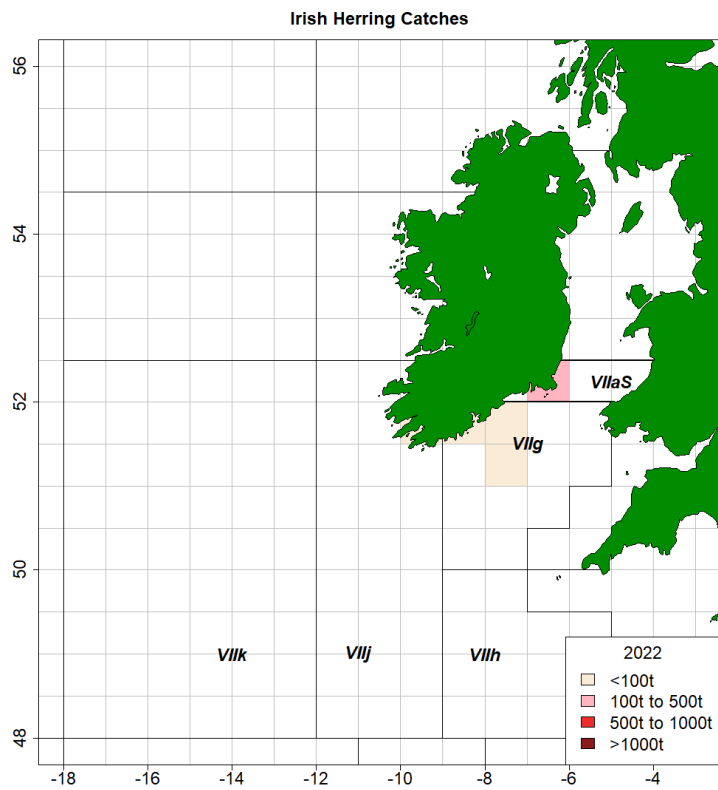 Irish Herring Catches
56
54
52
50
48
VIIaS
VIIg
VIIk
VIIj
VIIh
2022
<100t
100t to 500t
500t to 1000t
>1000t
-18
-16
-14
-12
-10
-8
-6
-4